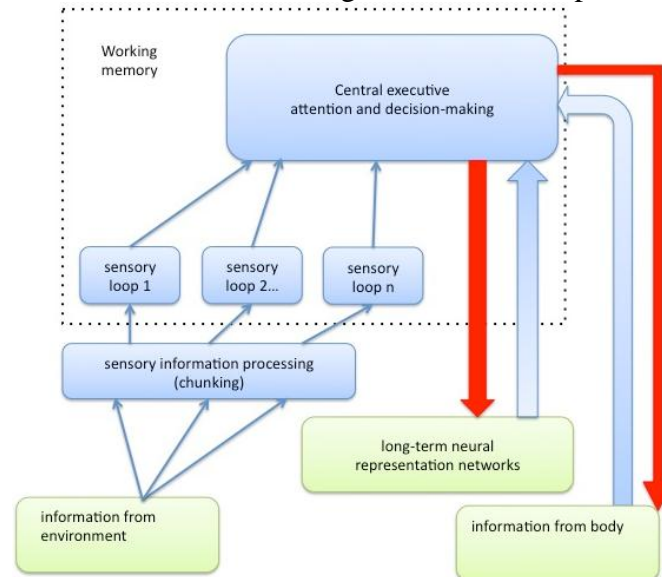 Working
memory
Central executive
attention and decision-making
sensory
loop 1
sensory
loop 2...
sensory
loop n
sensory information processing
(chunking)
long-term neural
representation networks
information from
environment
information from body